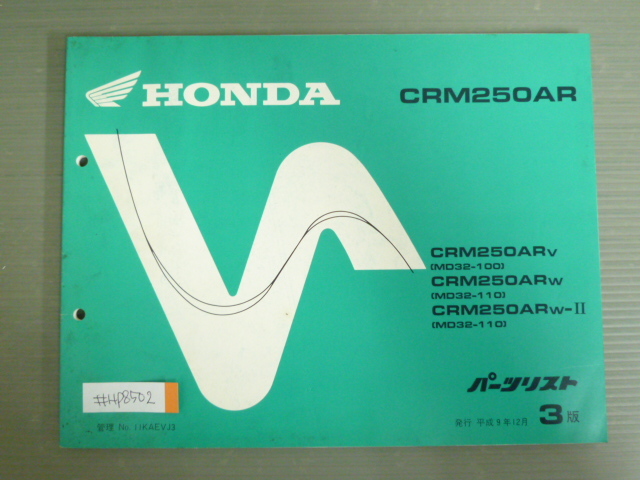 HONDA
CRM250AR
CRM250ARV
(MD32-100)
CRM250ARW
(MD32-110)
CRM250ARW-II
(MD32-110)
パーツリスト
発行 平成9年12月 3版
#HP8502
管理 No. 11KAEVJ3